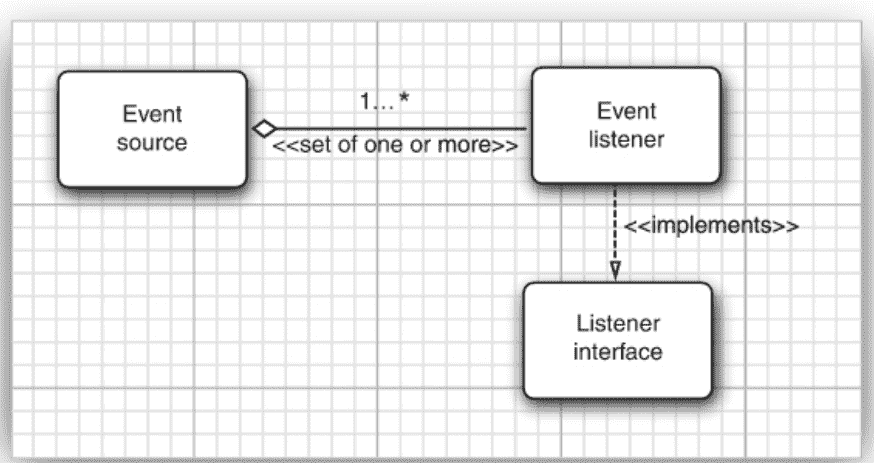 Event
source
1...*
<<set of one or more>>
Event
listener
<<implements>>
Listener
interface